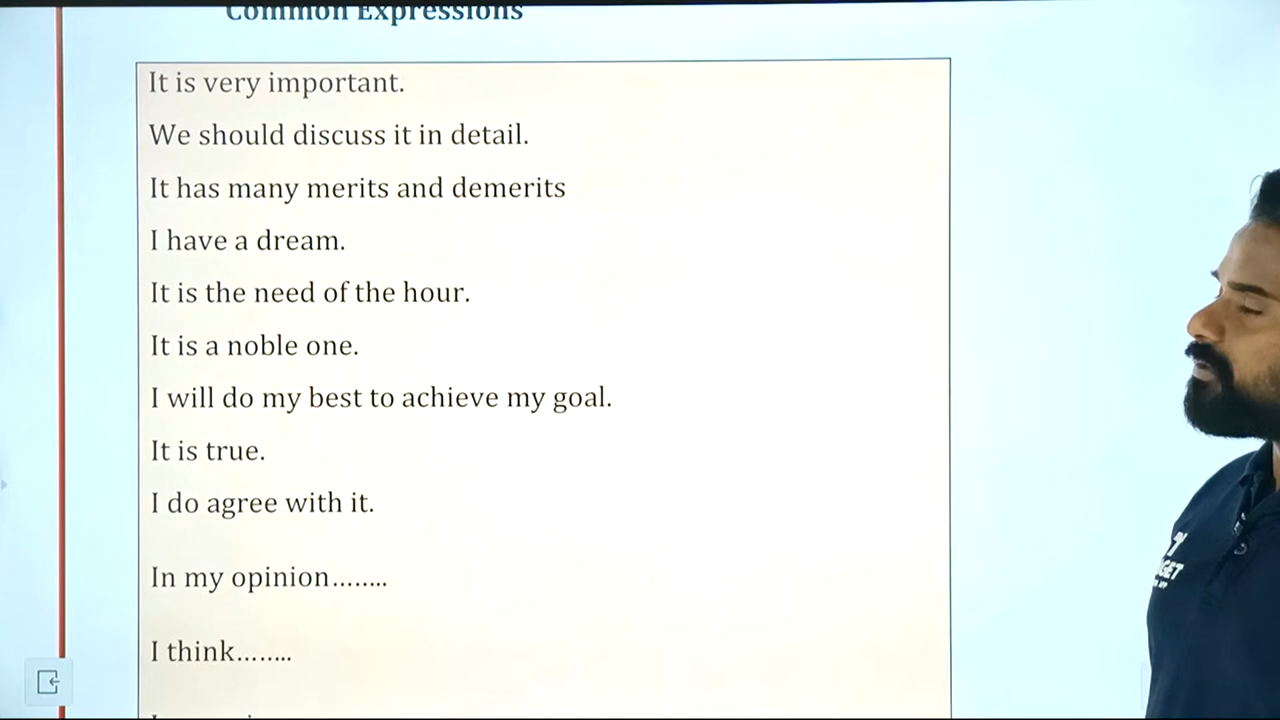 Common Expressions
It is very important.
We should discuss it in detail.
It has many merits and demerits
I have a dream.
It is the need of the hour.
It is a noble one.
I will do my best to achieve my goal.
It is true.
I do agree with it.
In my opinion........
I think........